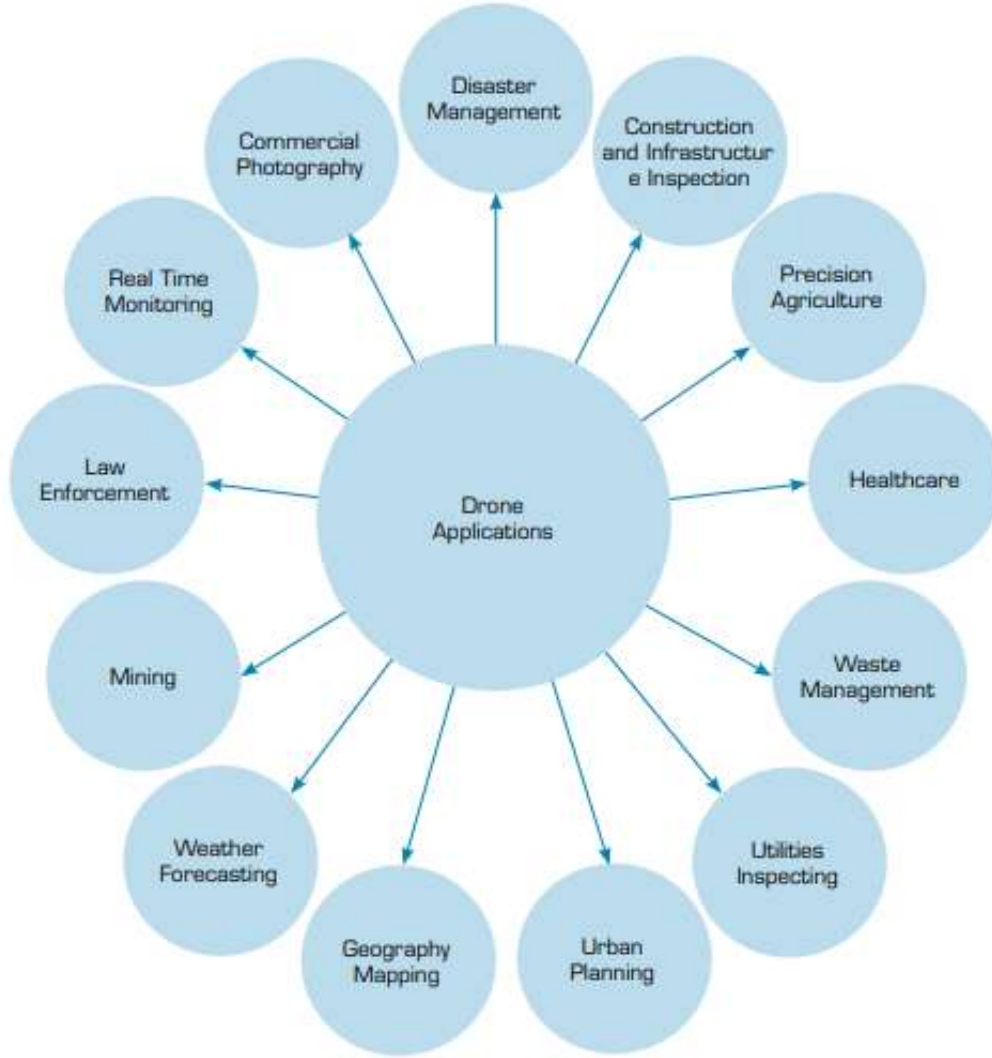 Disaster
Management
Commercial
Photography
Construction
and Infrastructur
e Inspection
Real Time
Monitoring
Precision
Agriculture
Law
Enforcement
Drone
Applications
Healthcare
Mining
Waste
Management
Weather
Forecasting
Utilities
Inspecting
Geography
Mapping
Urban
Planning